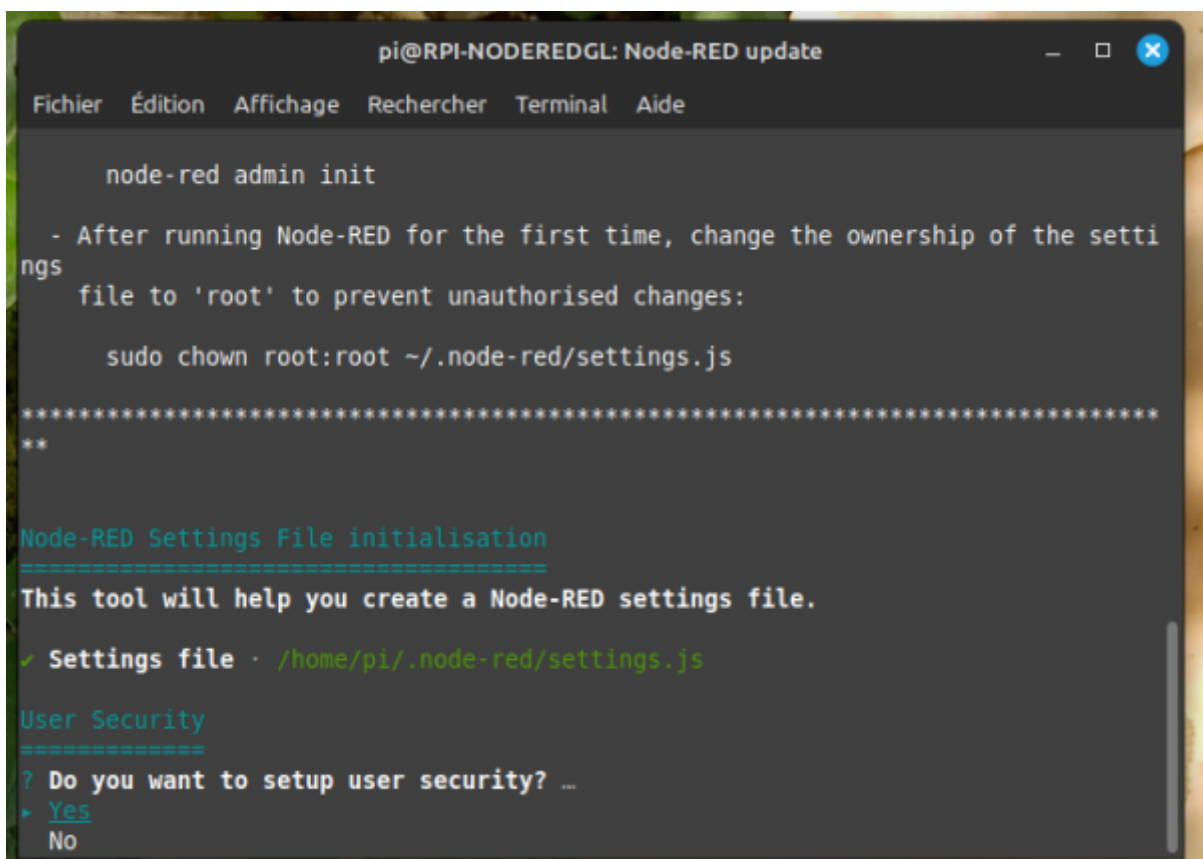 pi@RPI-NODEREDGL: Node-RED update
Fichier Édition Affichage Rechercher Terminal Aide
node-red admin init
- After running Node-RED for the first time, change the ownership of the setti
ngs
file to 'root' to prevent unauthorised changes:
sudo chown root:root ~/.node-red/settings.js
********************************************************************************
**
Node-RED Settings File initialisation
=====================================
This tool will help you create a Node-RED settings file.
✔ Settings file · /home/pi/.node-red/settings.js
User Security
=============
? Do you want to setup user security? …
▸ Yes
No